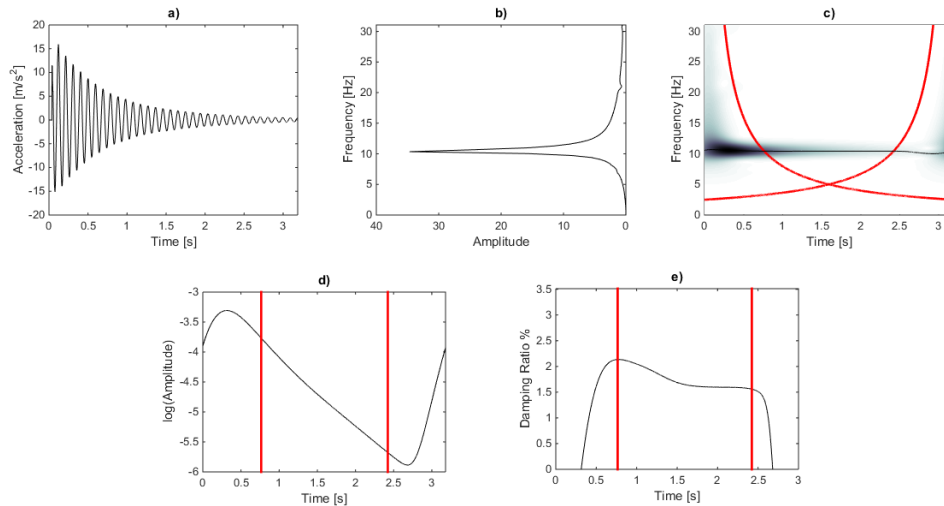 a)
20
15
10
5
0
-5
-10
-15
-20
Acceleration [m/s²]
0 0.5 1 1.5 2 2.5 3
Time [s]
b)
30
25
20
15
10
5
0
Frequency [Hz]
40 30 20 10 0
Amplitude
c)
30
25
20
15
10
5
0
Frequency [Hz]
0 0.5 1 1.5 2 2.5 3
Time [s]
d)
-3
-3.5
-4
-4.5
-5
-5.5
-6
log(Amplitude)
0 0.5 1 1.5 2 2.5 3
Time [s]
e)
3.5
3
2.5
2
1.5
1
0.5
0
Damping Ratio %
0 0.5 1 1.5 2 2.5 3
Time [s]